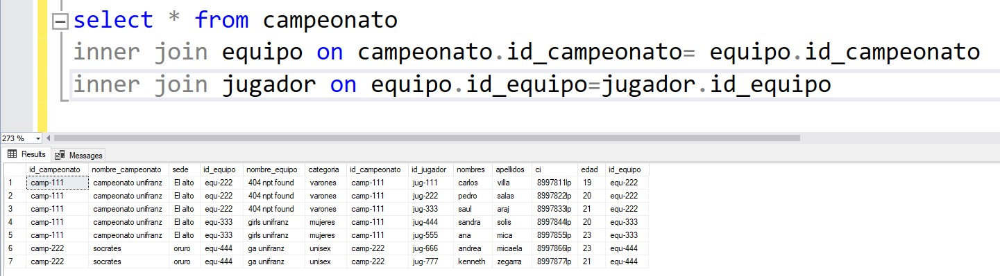 select * from campeonato
inner join equipo on campeonato.id_campeonato= equipo.id_campeonato
inner join jugador on equipo.id_equipo=jugador.id_equipo
273 %
Results Messages
id_campeonato nombre_campeonato sede id_equipo nombre_equipo categoria id_campeonato id_jugador nombres apellidos ci edad id_equipo
1 camp-111 campeonato unifranz El alto equ-222 404 npt found varones camp-111 jug-111 carlos villa 8997811lp 19 equ-222
2 camp-111 campeonato unifranz El alto equ-222 404 npt found varones camp-111 jug-222 pedro salas 8997822lp 20 equ-222
3 camp-111 campeonato unifranz El alto equ-222 404 npt found varones camp-111 jug-333 saul araj 8997833lp 21 equ-222
4 camp-111 campeonato unifranz El alto equ-333 girls unifranz mujeres camp-111 jug-444 sandra solis 8997844lp 20 equ-333
5 camp-111 campeonato unifranz El alto equ-333 girls unifranz mujeres camp-111 jug-555 ana mica 8997855lp 23 equ-333
6 camp-222 socrates oruro equ-444 ga unifranz unisex camp-222 jug-666 andrea micaela 8997866lp 23 equ-444
7 camp-222 socrates oruro equ-444 ga unifranz unisex camp-222 jug-777 kenneth zegarra 8997877lp 21 equ-444